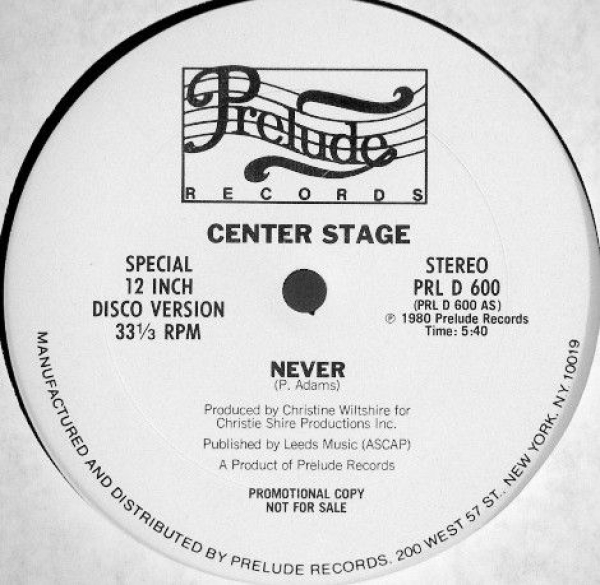 Prelude
RECORDS
CENTER STAGE
SPECIAL
12 INCH
DISCO VERSION
33⅓ RPM
STEREO
PRL D 600
(PRL D 600 AS)
℗ 1980 Prelude Records
Time: 5:40
NEVER
(P. Adams)
Produced by Christine Wiltshire for
Christie Shire Productions Inc.
Published by Leeds Music (ASCAP)
A Product of Prelude Records
PROMOTIONAL COPY
NOT FOR SALE
MANUFACTURED AND DISTRIBUTED BY PRELUDE RECORDS. 200 WEST 57 ST., NEW YORK. NY 10019